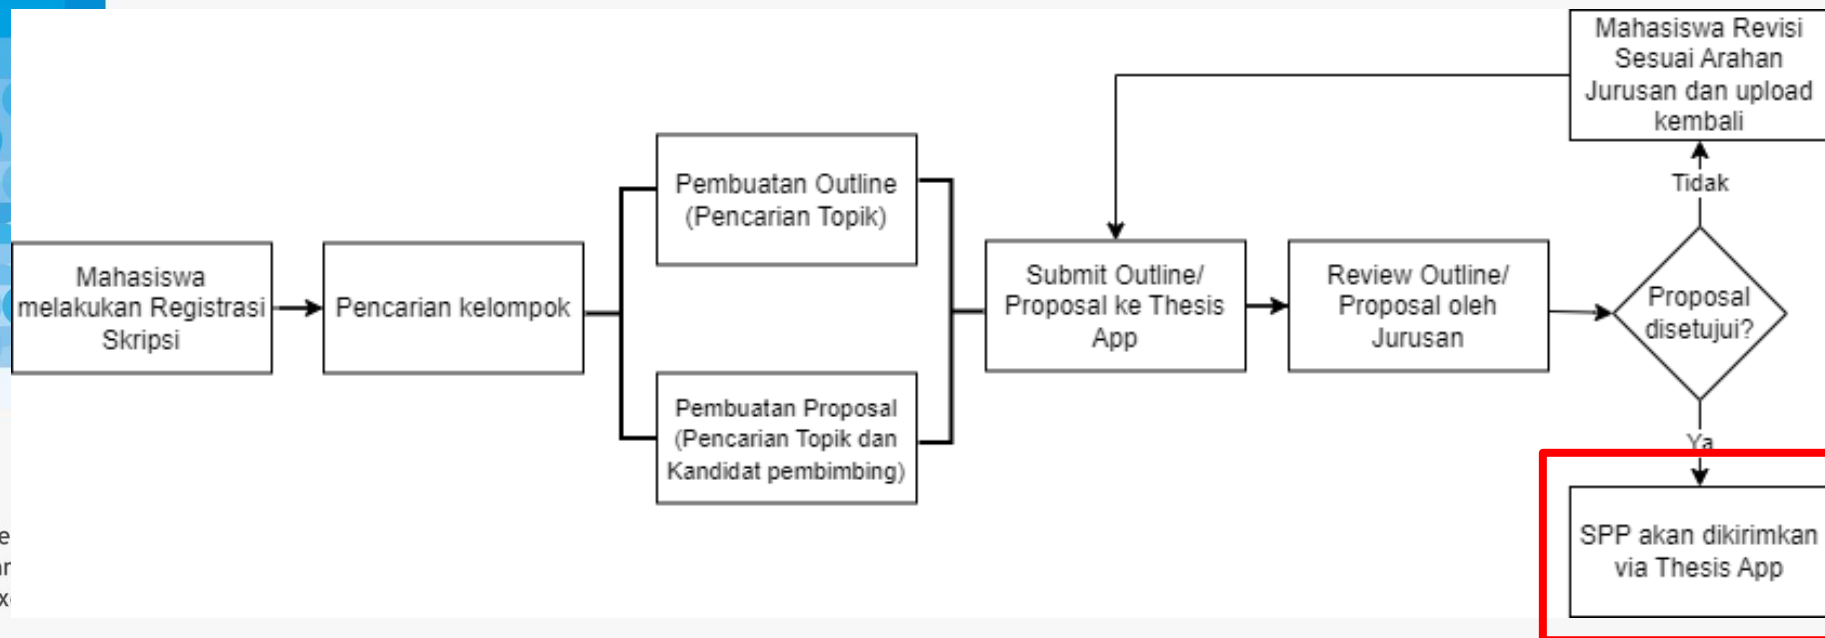 Mahasiswa
melakukan Registrasi
Skripsi
Pencarian kelompok
Pembuatan Outline
(Pencarian Topik)
Pembuatan Proposal
(Pencarian Topik dan
Kandidat pembimbing)
Submit Outline/
Proposal ke Thesis
App
Review Outline/
Proposal oleh
Jurusan
Proposal
disetujui?
Tidak
Mahasiswa Revisi
Sesuai Arahan
Jurusan dan upload
kembali
Ya
SPP akan dikirimkan
via Thesis App